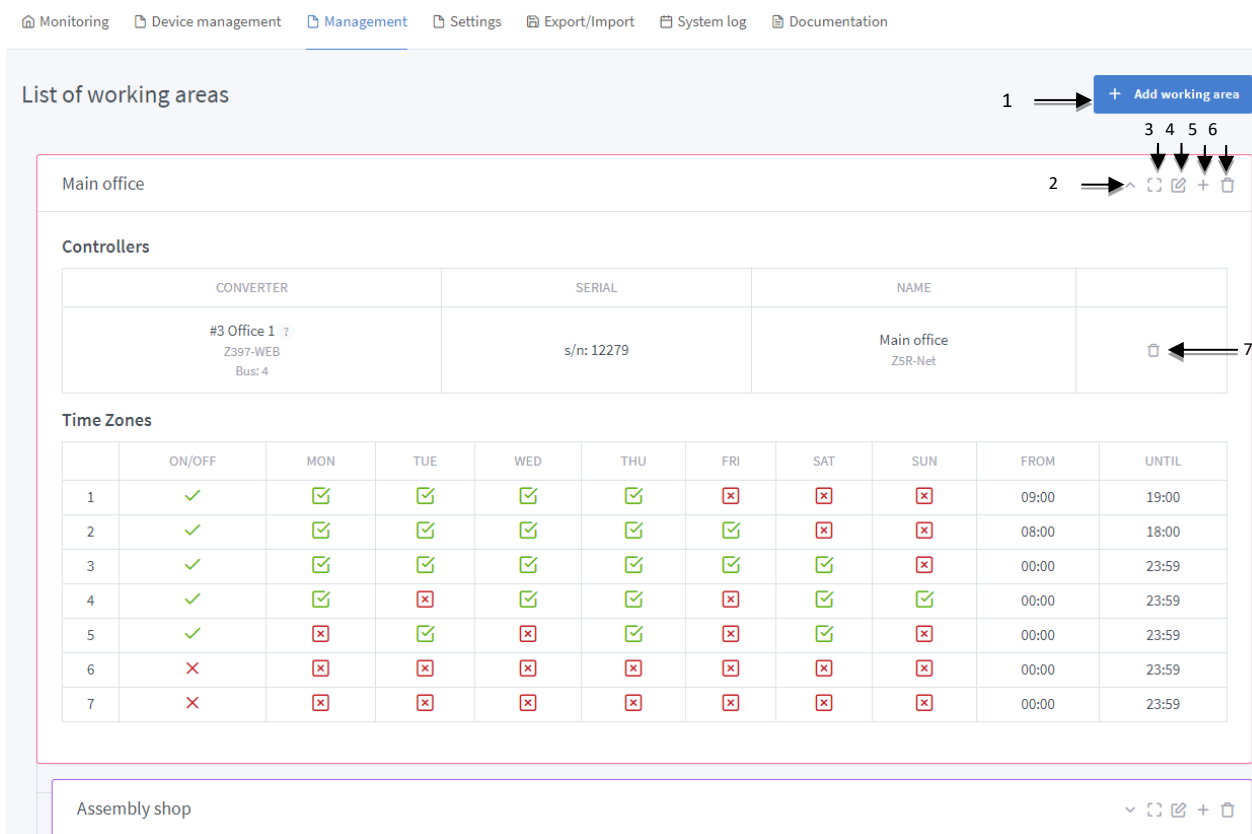 Monitoring Device management Management Settings Export/Import System log Documentation
List of working areas
1
+ Add working area
3 4 5 6
Main office
2
Controllers
CONVERTER SERIAL NAME
#3 Office 1 ?
Z397-WEB
Bus: 4
s/n: 12279
Main office
Z5R-Net
7
Time Zones
ON/OFF MON TUE WED THU FRI SAT SUN FROM UNTIL
1 09:00 19:00
2 08:00 18:00
3 00:00 23:59
4 00:00 23:59
5 00:00 23:59
6 00:00 23:59
7 00:00 23:59
Assembly shop